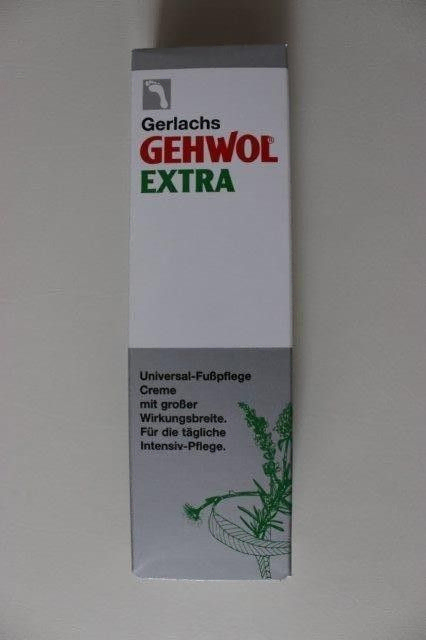 Gerlachs
GEHWOL®
EXTRA
Universal-Fußpflege
Creme
mit großer
Wirkungsbreite.
Für die tägliche
Intensiv-Pflege.